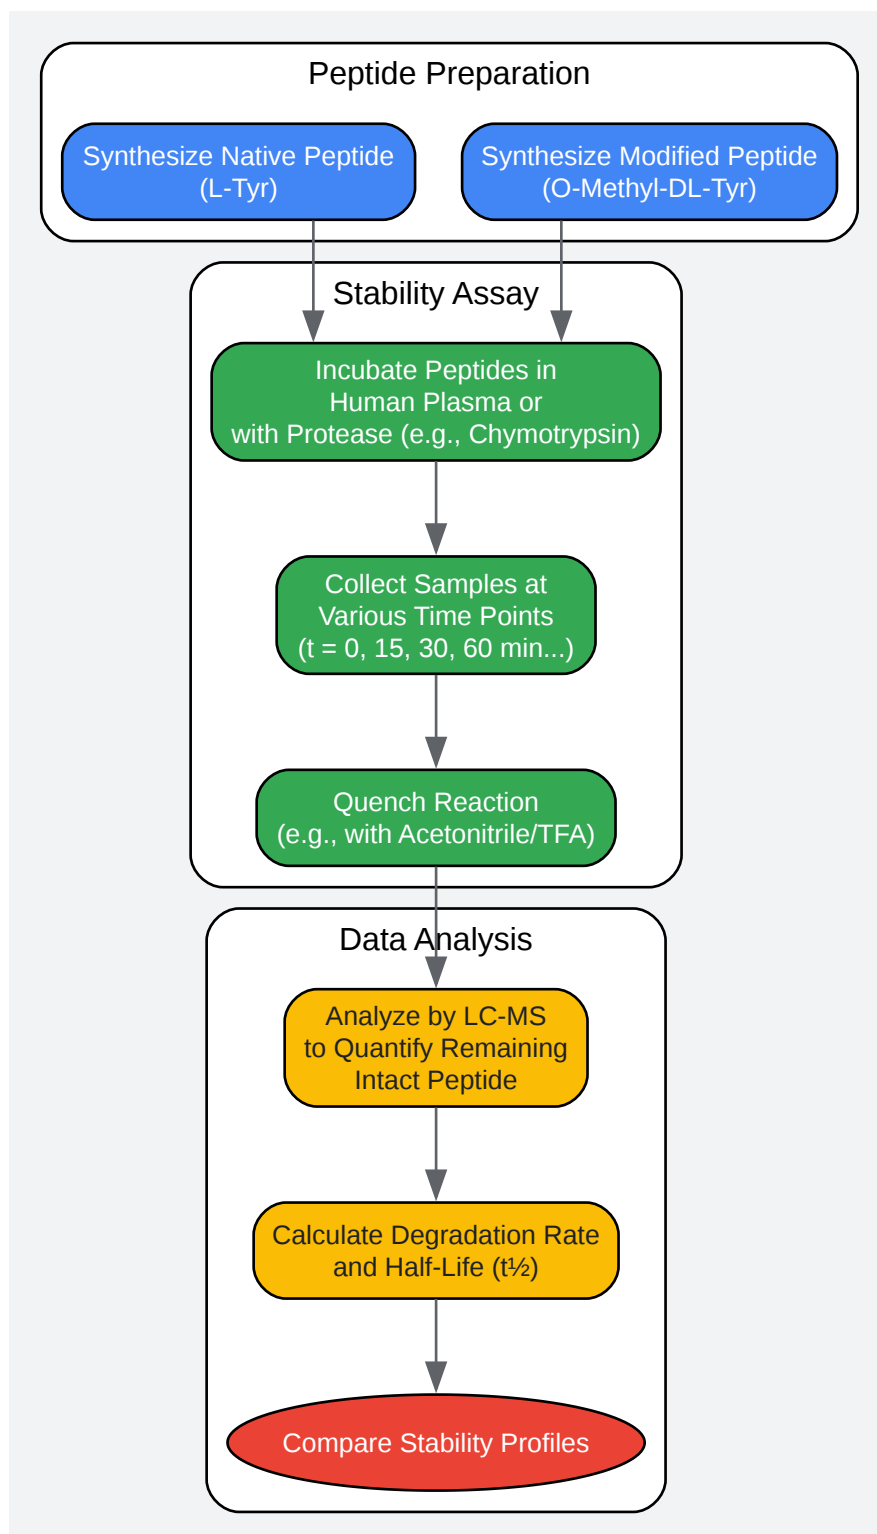 Peptide Preparation
Synthesize Native Peptide
(L-Tyr)
Synthesize Modified Peptide
(O-Methyl-DL-Tyr)
Stability Assay
Incubate Peptides in
Human Plasma or
with Protease (e.g., Chymotrypsin)
Collect Samples at
Various Time Points
(t = 0, 15, 30, 60 min...)
Quench Reaction
(e.g., with Acetonitrile/TFA)
Data Analysis
Analyze by LC-MS
to Quantify Remaining
Intact Peptide
Calculate Degradation Rate
and Half-Life (t½)
Compare Stability Profiles